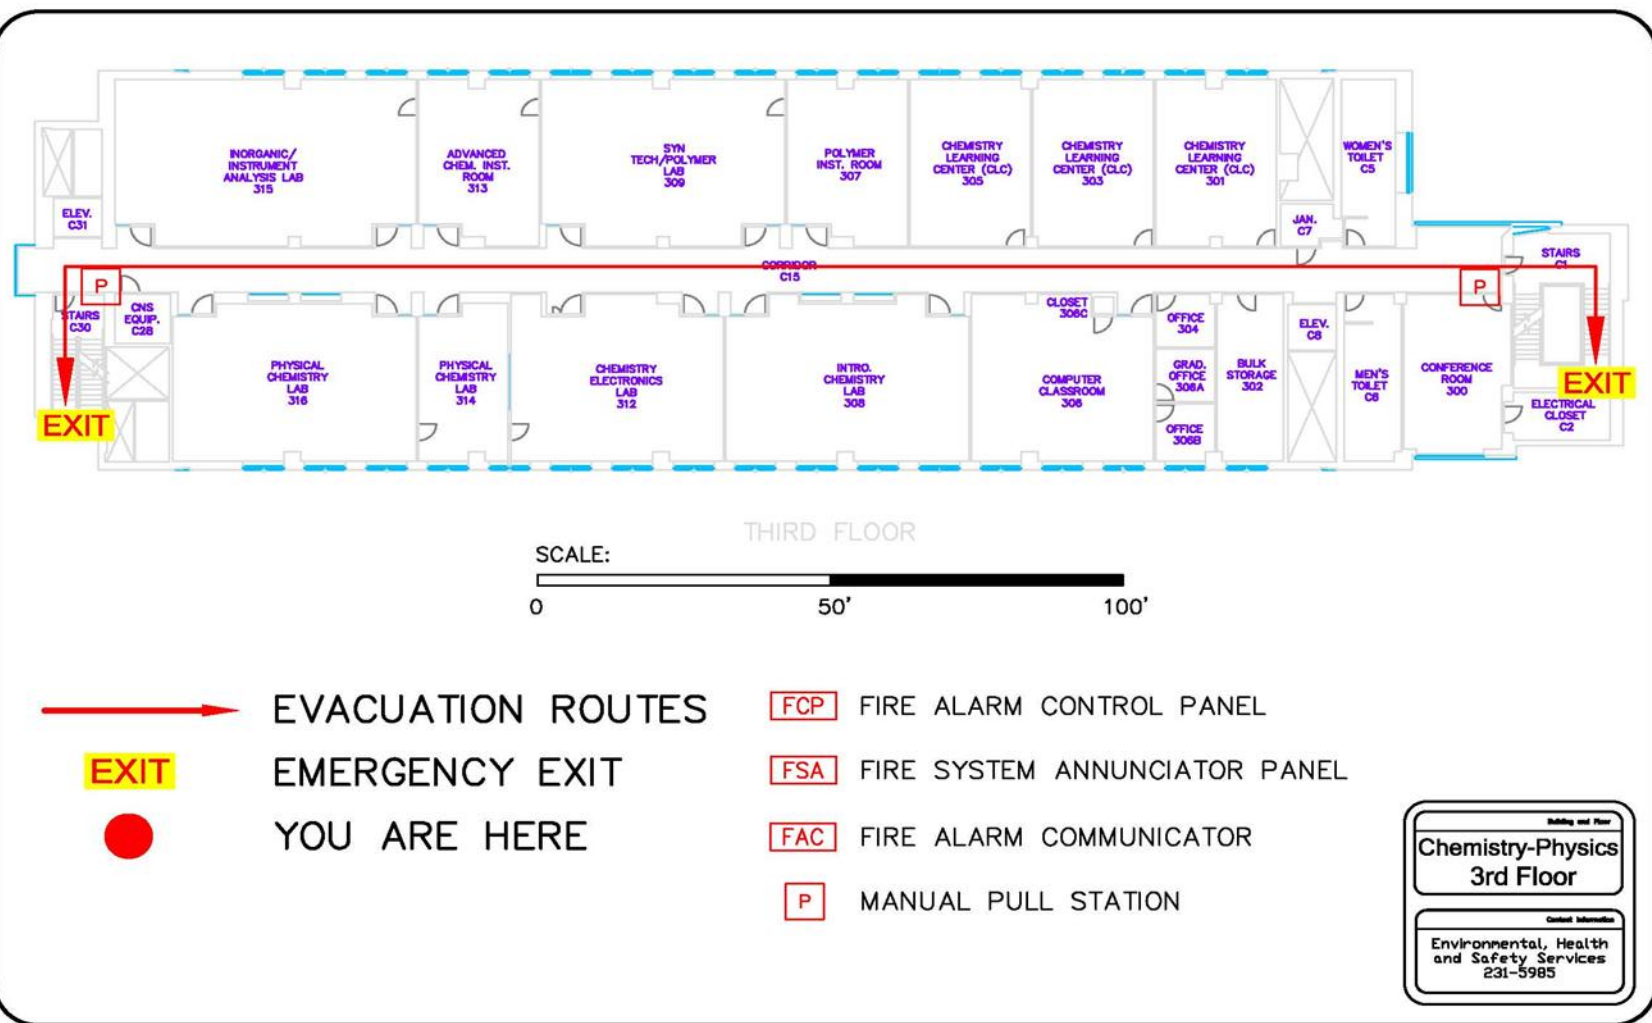 INORGANIC/
INSTRUMENT
ANALYSIS LAB
315
ADVANCED
CHEM. INST.
ROOM
313
SYN
TECH/POLYMER
LAB
309
POLYMER
INST. ROOM
307
CHEMISTRY
LEARNING
CENTER (CLC)
305
CHEMISTRY
LEARNING
CENTER (CLC)
303
CHEMISTRY
LEARNING
CENTER (CLC)
301
WOMEN'S
TOILET
C5
ELEV.
C31
JAN.
C7
STAIRS
C1
CORRIDOR
C15
P
P
STAIRS
C30
CNS
EQUIP.
C28
PHYSICAL
CHEMISTRY
LAB
316
PHYSICAL
CHEMISTRY
LAB
314
CHEMISTRY
ELECTRONICS
LAB
312
INTRO.
CHEMISTRY
LAB
308
CLOSET
306C
COMPUTER
CLASSROOM
306
OFFICE
304
GRAD.
OFFICE
306A
OFFICE
306B
BULK
STORAGE
302
ELEV.
C8
MEN'S
TOILET
C6
CONFERENCE
ROOM
300
ELECTRICAL
CLOSET
C2
EXIT
EXIT
THIRD FLOOR
SCALE:
0 50' 100'
EVACUATION ROUTES
EXIT EMERGENCY EXIT
YOU ARE HERE
FCP FIRE ALARM CONTROL PANEL
FSA FIRE SYSTEM ANNUNCIATOR PANEL
FAC FIRE ALARM COMMUNICATOR
P MANUAL PULL STATION
Building and Floor
Chemistry-Physics
3rd Floor
Contact Information
Environmental, Health
and Safety Services
231-5985